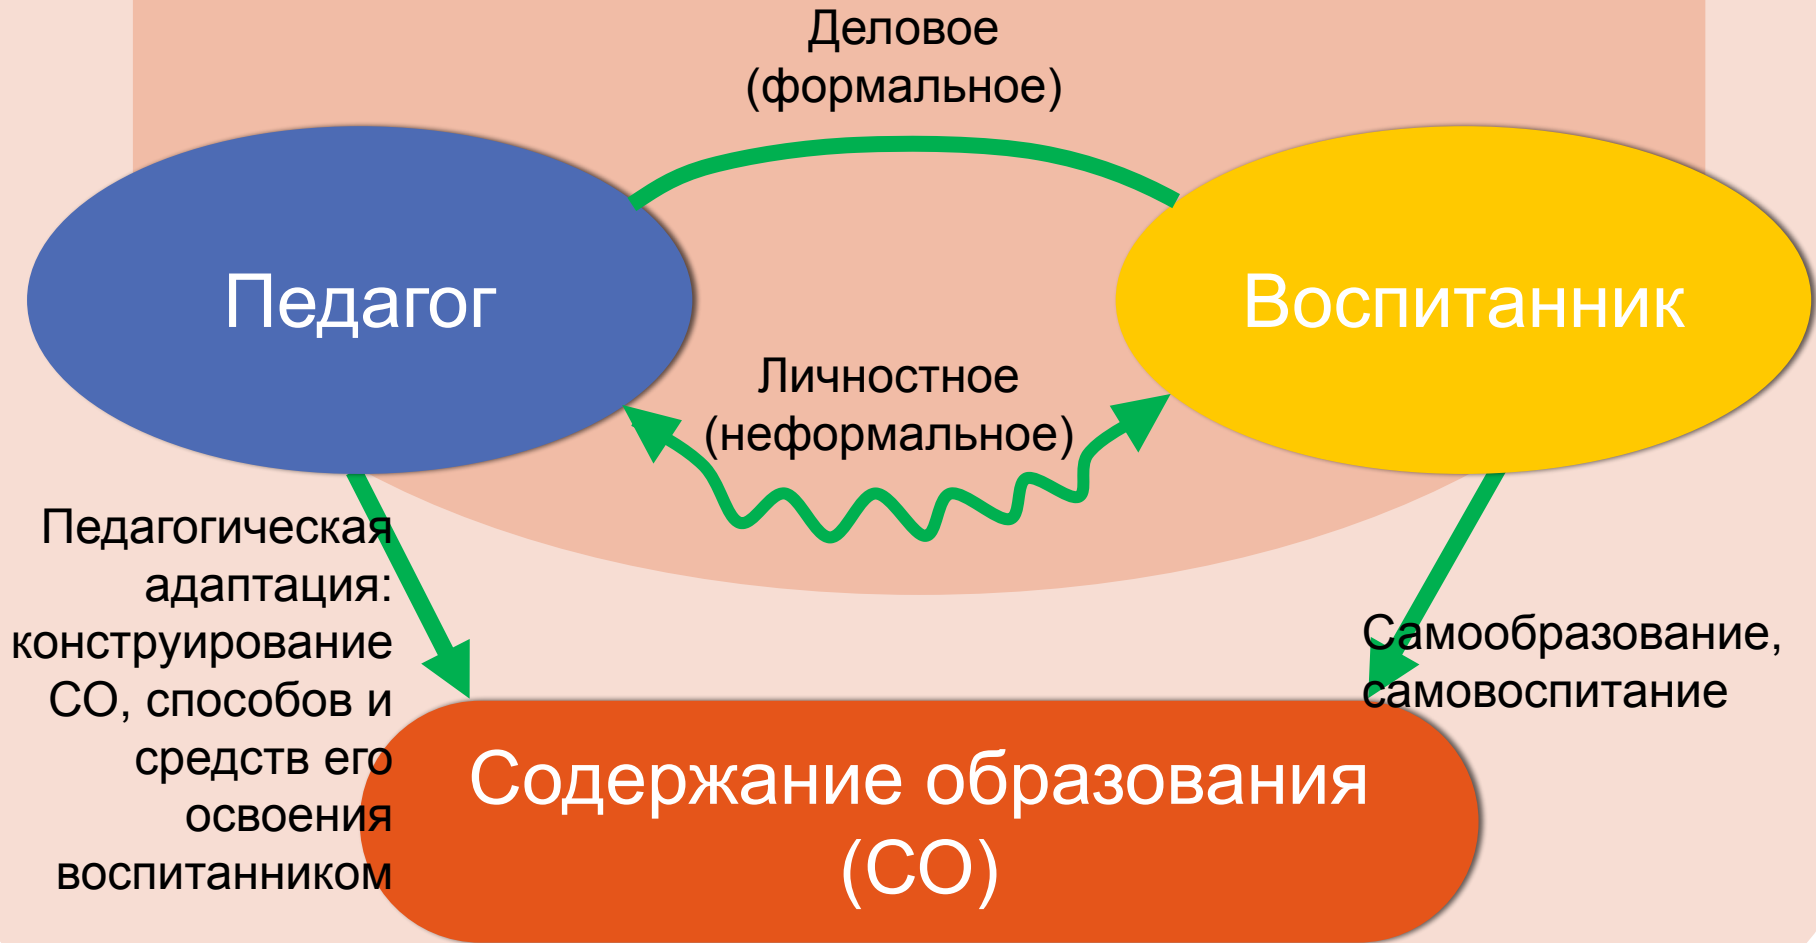 Деловое
(формальное)
Педагог
Воспитанник
Личностное
(неформальное)
Педагогическая
адаптация:
конструирование
СО, способов и
средств его
освоения
воспитанником
Самообразование,
самовоспитание
Содержание образования
(СО)